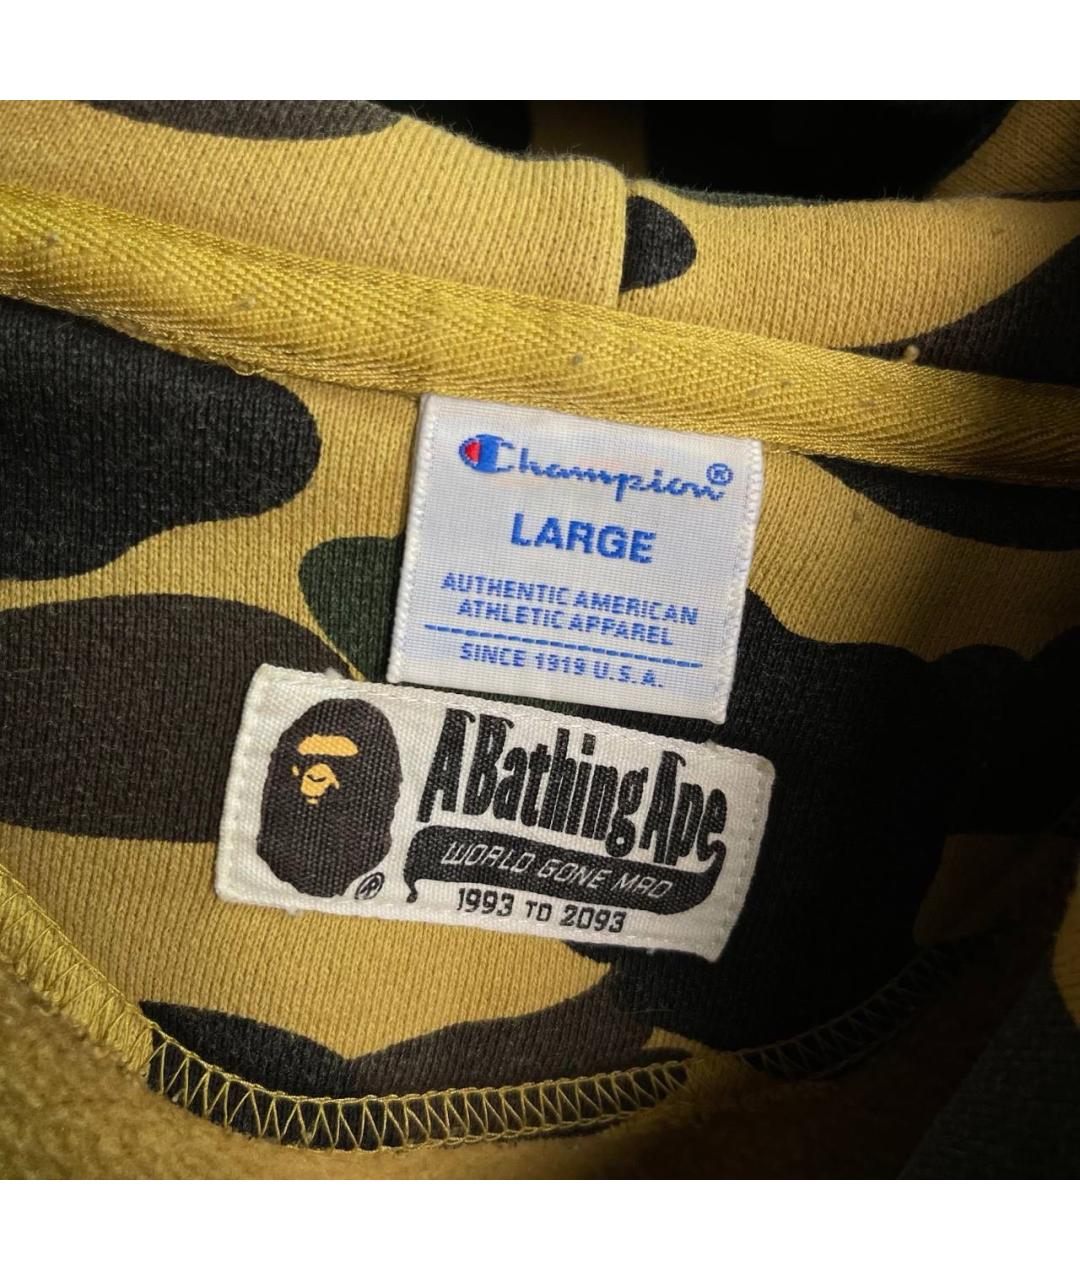 Champion®
LARGE
AUTHENTIC AMERICAN
ATHLETIC APPAREL
SINCE 1919 U.S.A.
A Bathing Ape
®
WORLD GONE MAD
1993 TO 2093